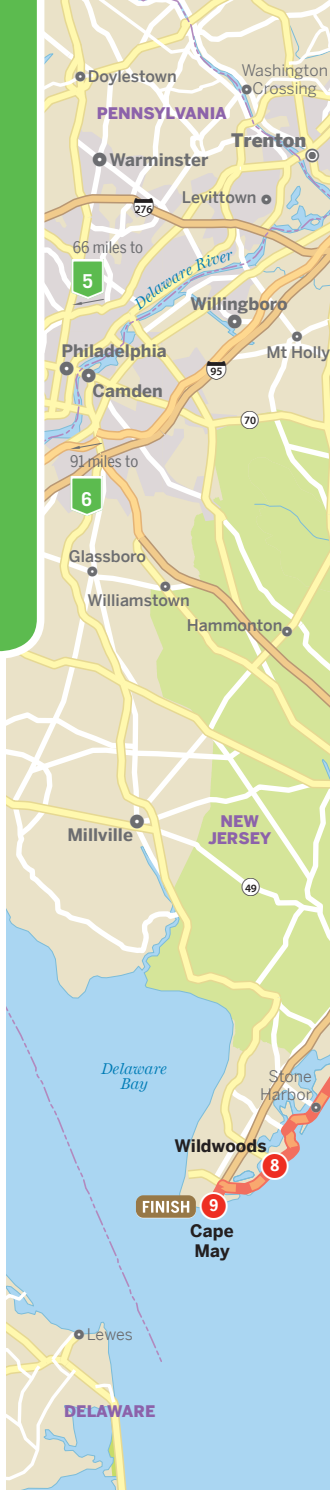 Doylestown
Washington
Crossing
PENNSYLVANIA
Trenton
Warminster
Levittown
276
66 miles to
5
Delaware River
Willingboro
Mt Holly
Philadelphia
95
Camden
70
91 miles to
6
Glassboro
Williamstown
Hammonton
NEW
JERSEY
Millville
49
Delaware
Bay
Stone
Harbor
Wildwoods
8
FINISH
9
Cape
May
Lewes
DELAWARE